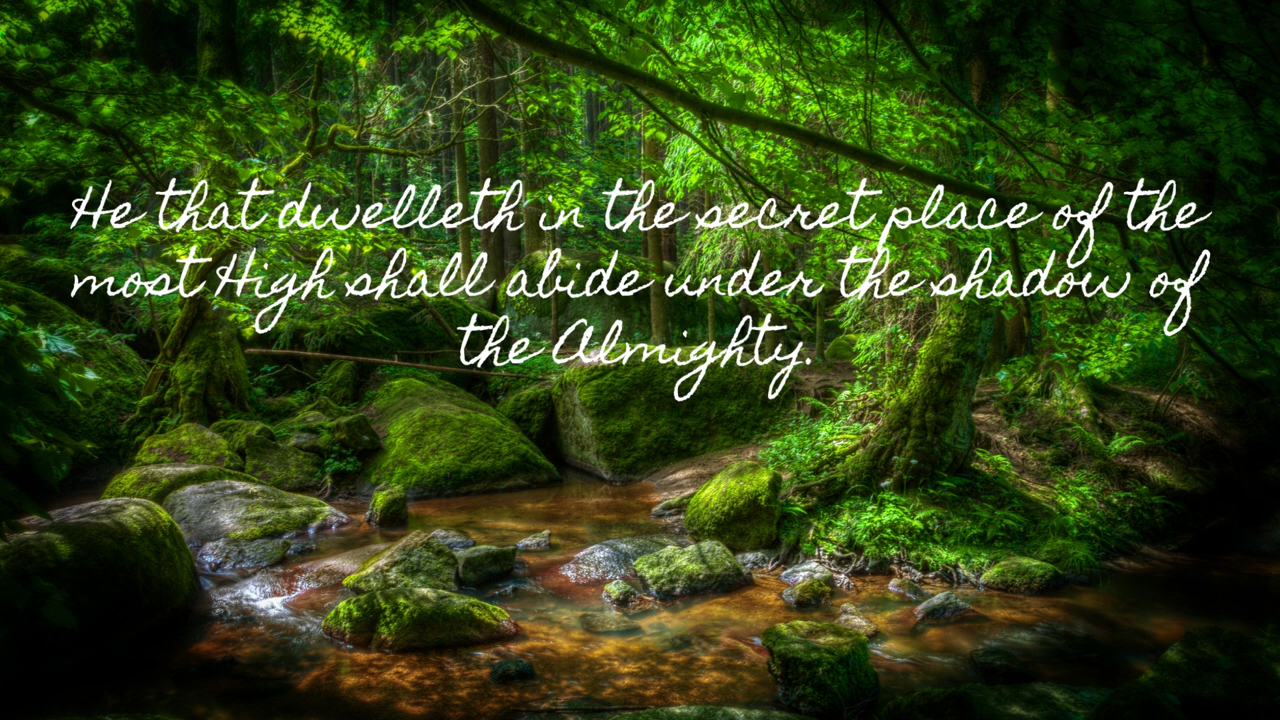 He that dwelleth in the secret place of the
most High shall abide under the shadow of
the Almighty.